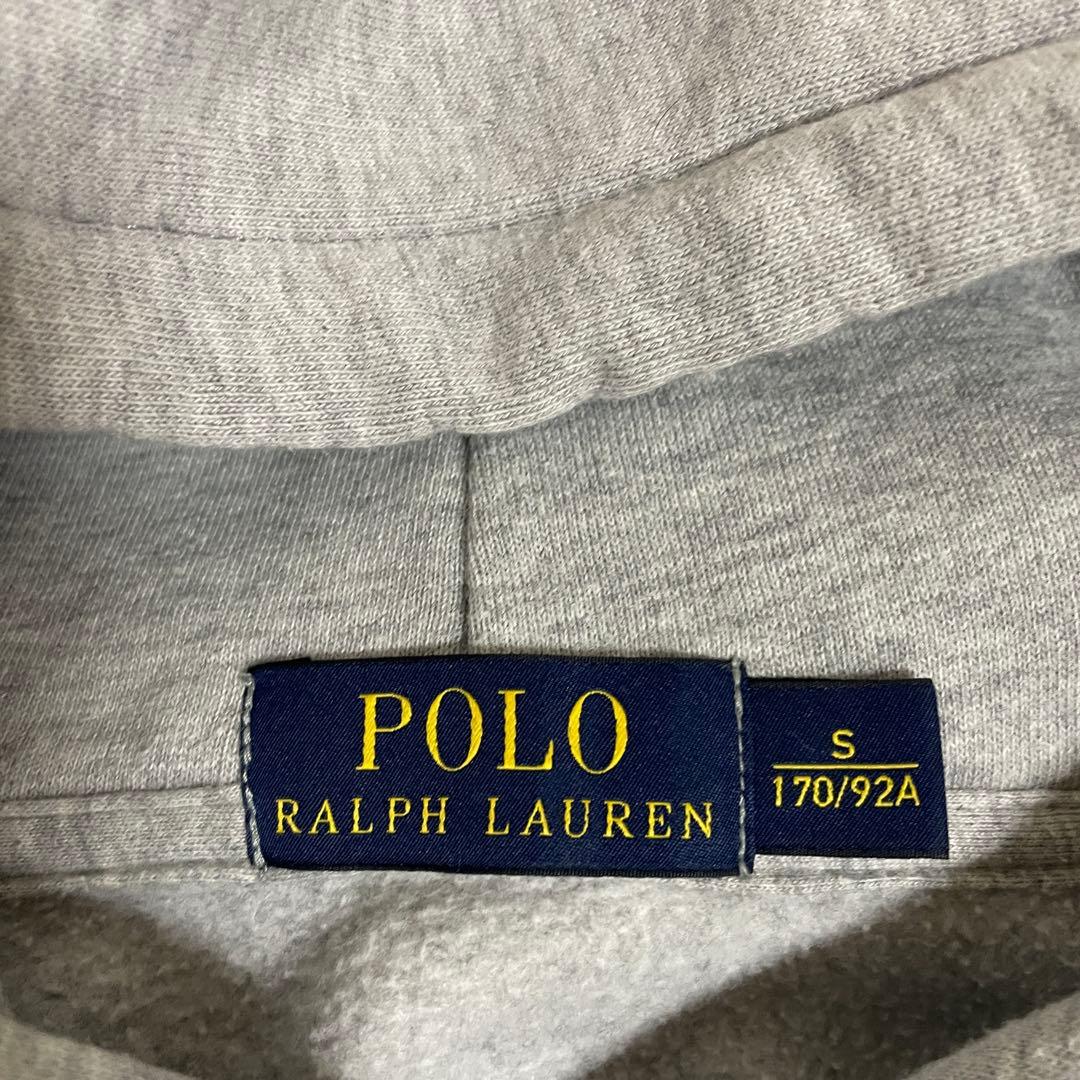 POLO
RALPH LAUREN
S
170/92A